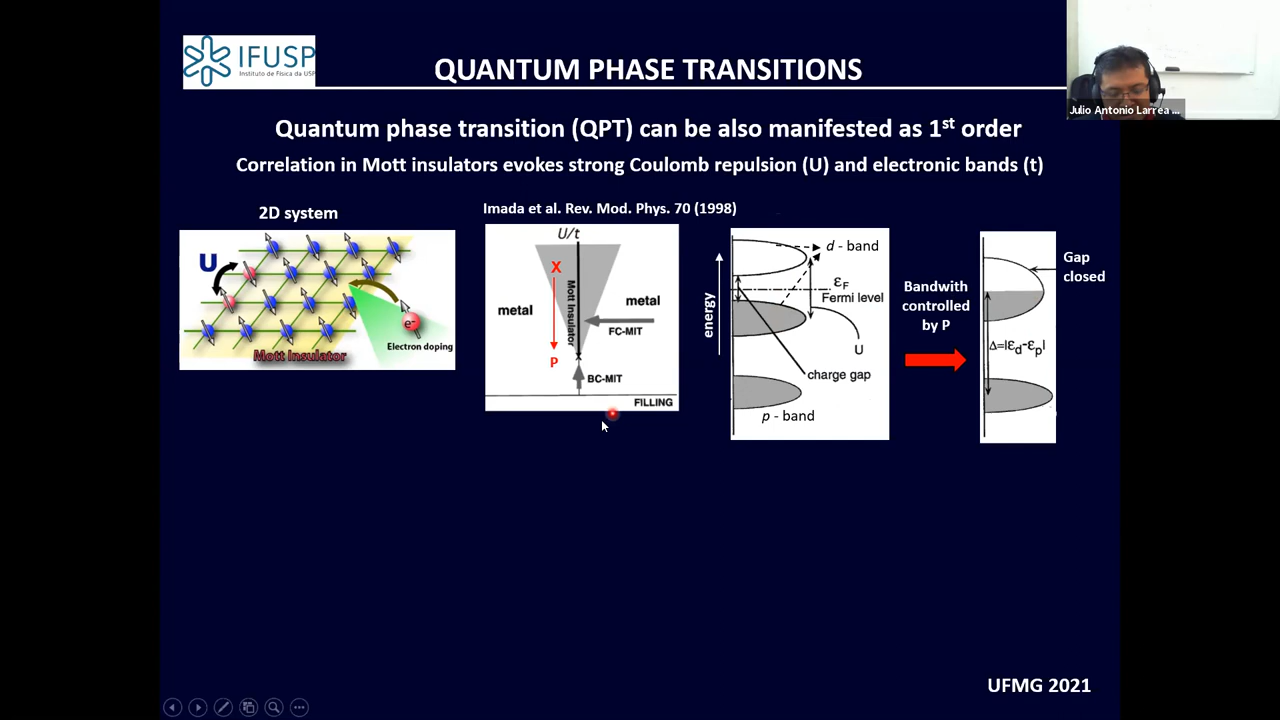 IFUSP
Instituto de Física da USP
QUANTUM PHASE TRANSITIONS
Julio Antonio Larrea ...
Quantum phase transition (QPT) can be also manifested as 1st order
Correlation in Mott insulators evokes strong Coulomb repulsion (U) and electronic bands (t)
2D system
U
e-
Electron doping
Mott Insulator
Imada et al. Rev. Mod. Phys. 70 (1998)
U/t
X
Mott Insulator
metal
metal
FC-MIT
P
BC-MIT
FILLING
energy
d - band
εF
Fermi level
U
charge gap
p - band
Bandwith
controlled
by P
Gap
closed
Δ=|εd-εp|
UFMG 2021